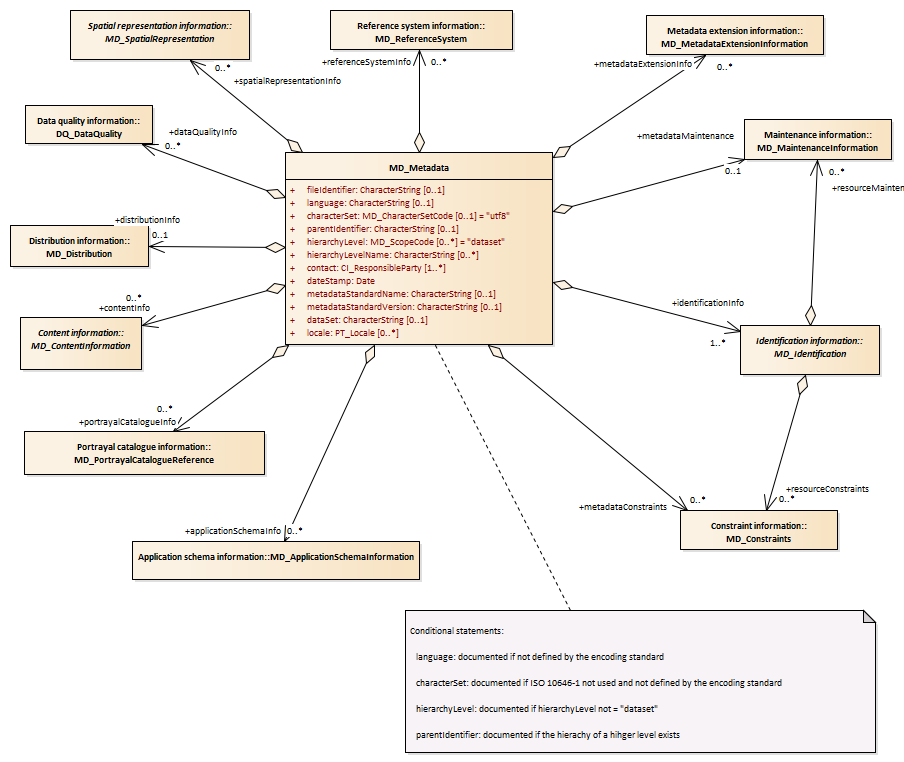 Spatial representation information::
MD_SpatialRepresentation
Reference system information::
MD_ReferenceSystem
Metadata extension information::
MD_MetadataExtensionInformation
0..*
+spatialRepresentationInfo
+referenceSystemInfo
0..*
+metadataExtensionInfo
0..*
Data quality information::
DQ_DataQuality
+dataQualityInfo
0..*
+metadataMaintenance
0..1
Maintenance information::
MD_MaintenanceInformation
0..*
+resourceMainten
MD_Metadata
+ fileIdentifier: CharacterString [0..1]
+ language: CharacterString [0..1]
+ characterSet: MD_CharacterSetCode [0..1] = "utf8"
+ parentIdentifier: CharacterString [0..1]
+ hierarchyLevel: MD_ScopeCode [0..*] = "dataset"
+ hierarchyLevelName: CharacterString [0..*]
+ contact: CI_ResponsibleParty [1..*]
+ dateStamp: Date
+ metadataStandardName: CharacterString [0..1]
+ metadataStandardVersion: CharacterString [0..1]
+ dataSet: CharacterString [0..1]
+ locale: PT_Locale [0..*]
+distributionInfo
0..1
Distribution information::
MD_Distribution
0..*
+contentInfo
Content information::
MD_ContentInformation
+identificationInfo
1..*
Identification information::
MD_Identification
0..*
+portrayalCatalogueInfo
Portrayal catalogue information::
MD_PortrayalCatalogueReference
+applicationSchemaInfo
0..*
Application schema information::MD_ApplicationSchemaInformation
+metadataConstraints
0..*
+resourceConstraints
0..*
Constraint information::
MD_Constraints
Conditional statements:
language: documented if not defined by the encoding standard
characterSet: documented if ISO 10646-1 not used and not defined by the encoding standard
hierarchyLevel: documented if hierarchyLevel not = "dataset"
parentIdentifier: documented if the hierachy of a hihger level exists